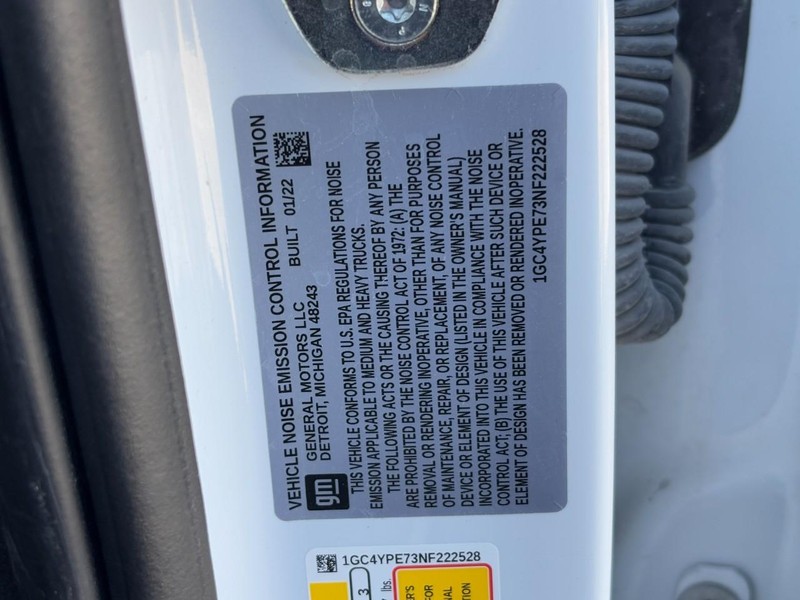 VEHICLE NOISE EMISSION CONTROL INFORMATION
gm
GENERAL MOTORS LLC BUILT 01/22
DETROIT, MICHIGAN 48243
THIS VEHICLE CONFORMS TO U.S. EPA REGULATIONS FOR NOISE
EMISSION APPLICABLE TO MEDIUM AND HEAVY TRUCKS.
THE FOLLOWING ACTS OR THE CAUSING THEREOF BY ANY PERSON
ARE PROHIBITED BY THE NOISE CONTROL ACT OF 1972: (A) THE
REMOVAL OR RENDERING INOPERATIVE, OTHER THAN FOR PURPOSES
OF MAINTENANCE, REPAIR, OR REPLACEMENT, OF ANY NOISE CONTROL
DEVICE OR ELEMENT OF DESIGN (LISTED IN THE OWNER'S MANUAL)
INCORPORATED INTO THIS VEHICLE IN COMPLIANCE WITH THE NOISE
CONTROL ACT; (B) THE USE OF THIS VEHICLE AFTER SUCH DEVICE OR
ELEMENT OF DESIGN HAS BEEN REMOVED OR RENDERED INOPERATIVE.
1GC4YPE73NF222528
1GC4YPE73NF222528
3
lbs.
FOR